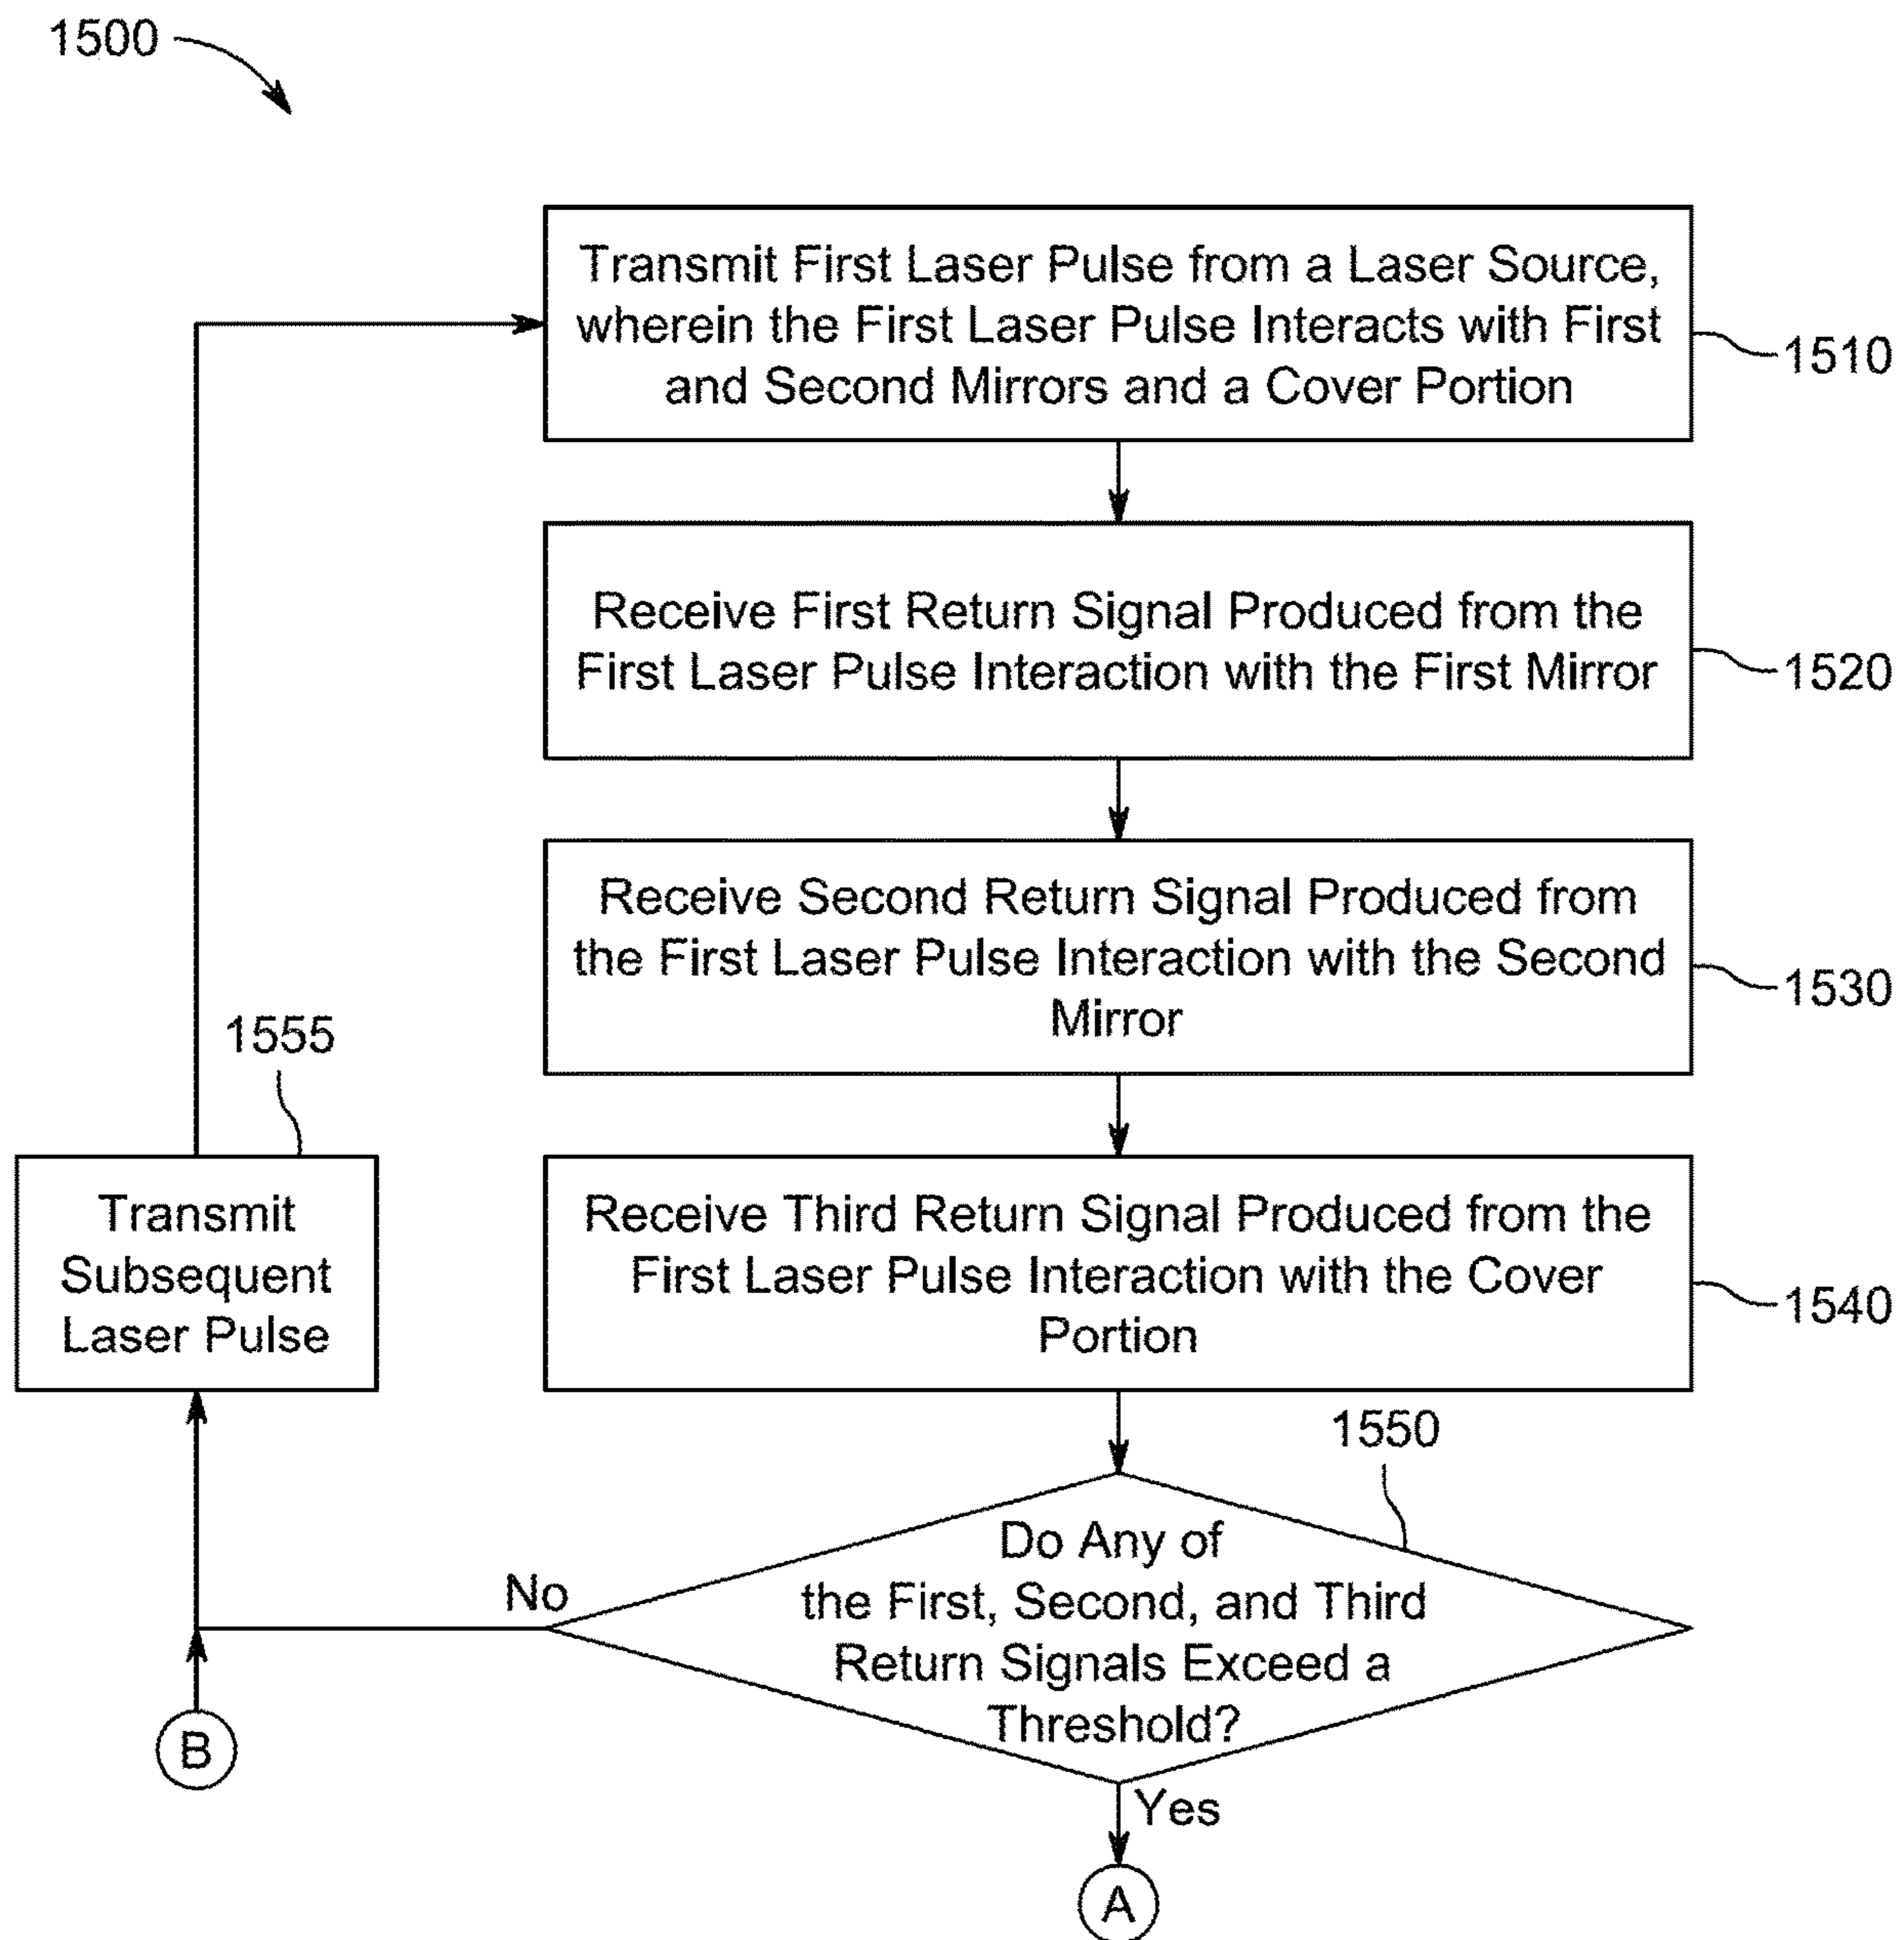 1500
Transmit First Laser Pulse from a Laser Source,
wherein the First Laser Pulse Interacts with First
and Second Mirrors and a Cover Portion
1510
Receive First Return Signal Produced from the
First Laser Pulse Interaction with the First Mirror
1520
Receive Second Return Signal Produced from
the First Laser Pulse Interaction with the Second
Mirror
1530
1555
Transmit
Subsequent
Laser Pulse
Receive Third Return Signal Produced from the
First Laser Pulse Interaction with the Cover
Portion
1540
1550
Do Any of
the First, Second, and Third
Return Signals Exceed a
Threshold?
No
B
Yes
A